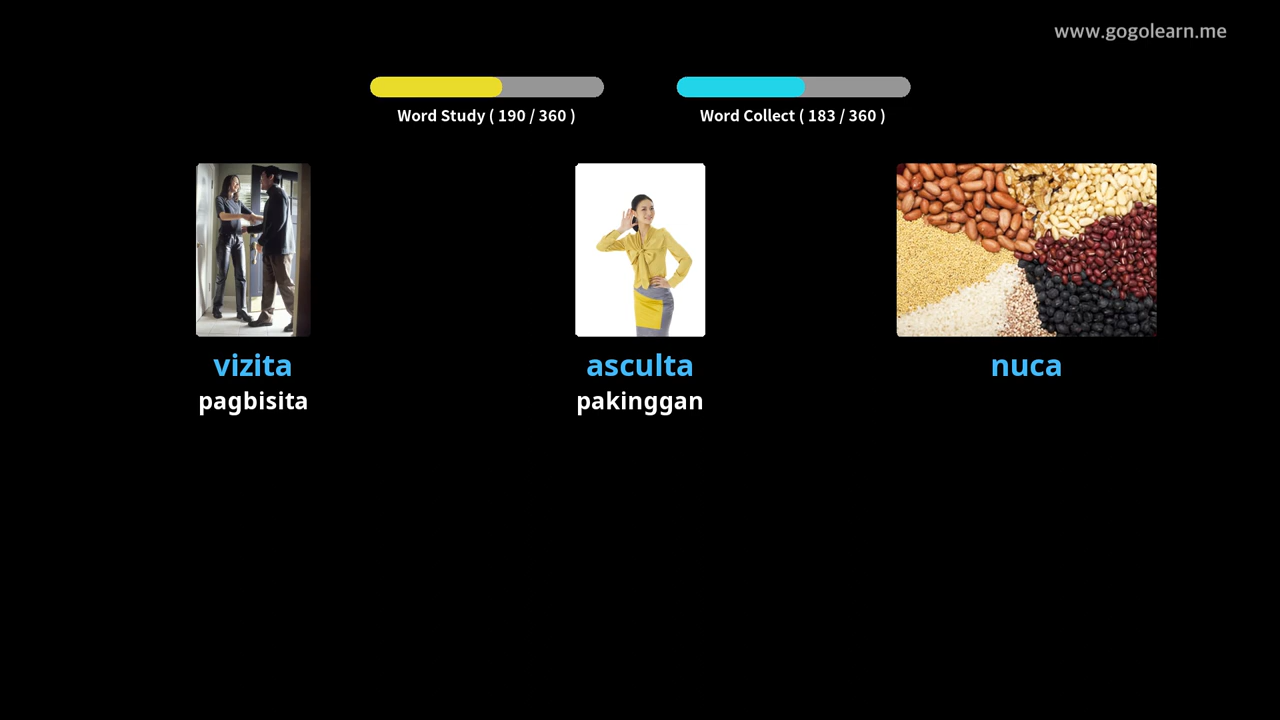 www.gogolearn.me
Word Study ( 190 / 360 )
Word Collect ( 183 / 360 )
vizita
pagbisita
asculta
pakinggan
nuca